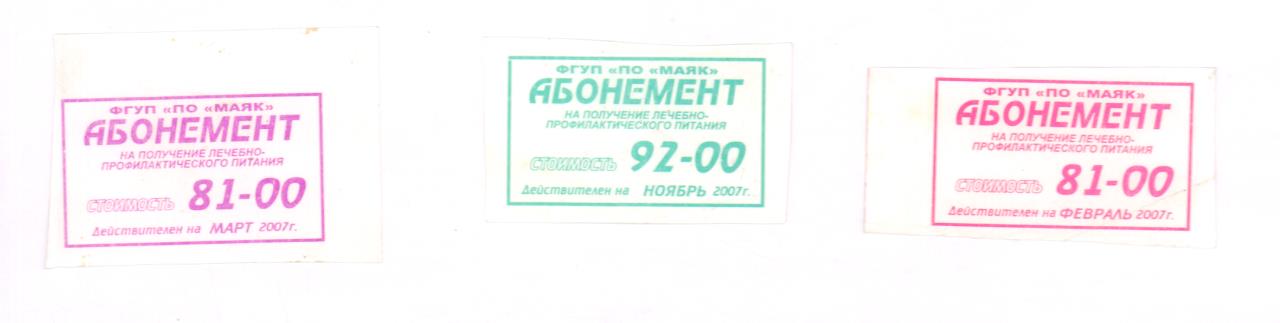 ФГУП «ПО «МАЯК»
АБОНЕМЕНТ
НА ПОЛУЧЕНИЕ ЛЕЧЕБНО-
ПРОФИЛАКТИЧЕСКОГО ПИТАНИЯ
СТОИМОСТЬ 81-00
Действителен на МАРТ 2007г.
ФГУП «ПО «МАЯК»
АБОНЕМЕНТ
НА ПОЛУЧЕНИЕ ЛЕЧЕБНО-
ПРОФИЛАКТИЧЕСКОГО ПИТАНИЯ
СТОИМОСТЬ 92-00
Действителен на НОЯБРЬ 2007г.
ФГУП «ПО «МАЯК»
АБОНЕМЕНТ
НА ПОЛУЧЕНИЕ ЛЕЧЕБНО-
ПРОФИЛАКТИЧЕСКОГО ПИТАНИЯ
СТОИМОСТЬ 81-00
Действителен на ФЕВРАЛЬ 2007г.